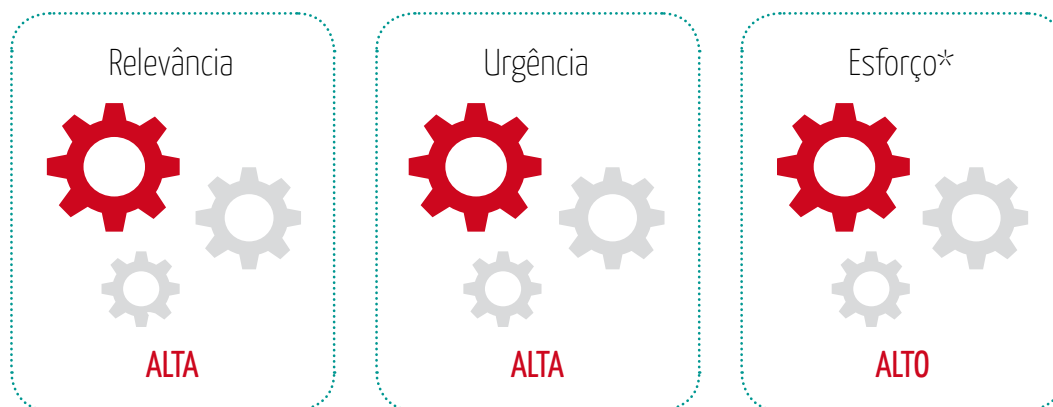 Relevância
ALTA
Urgência
ALTA
Esforço*
ALTO